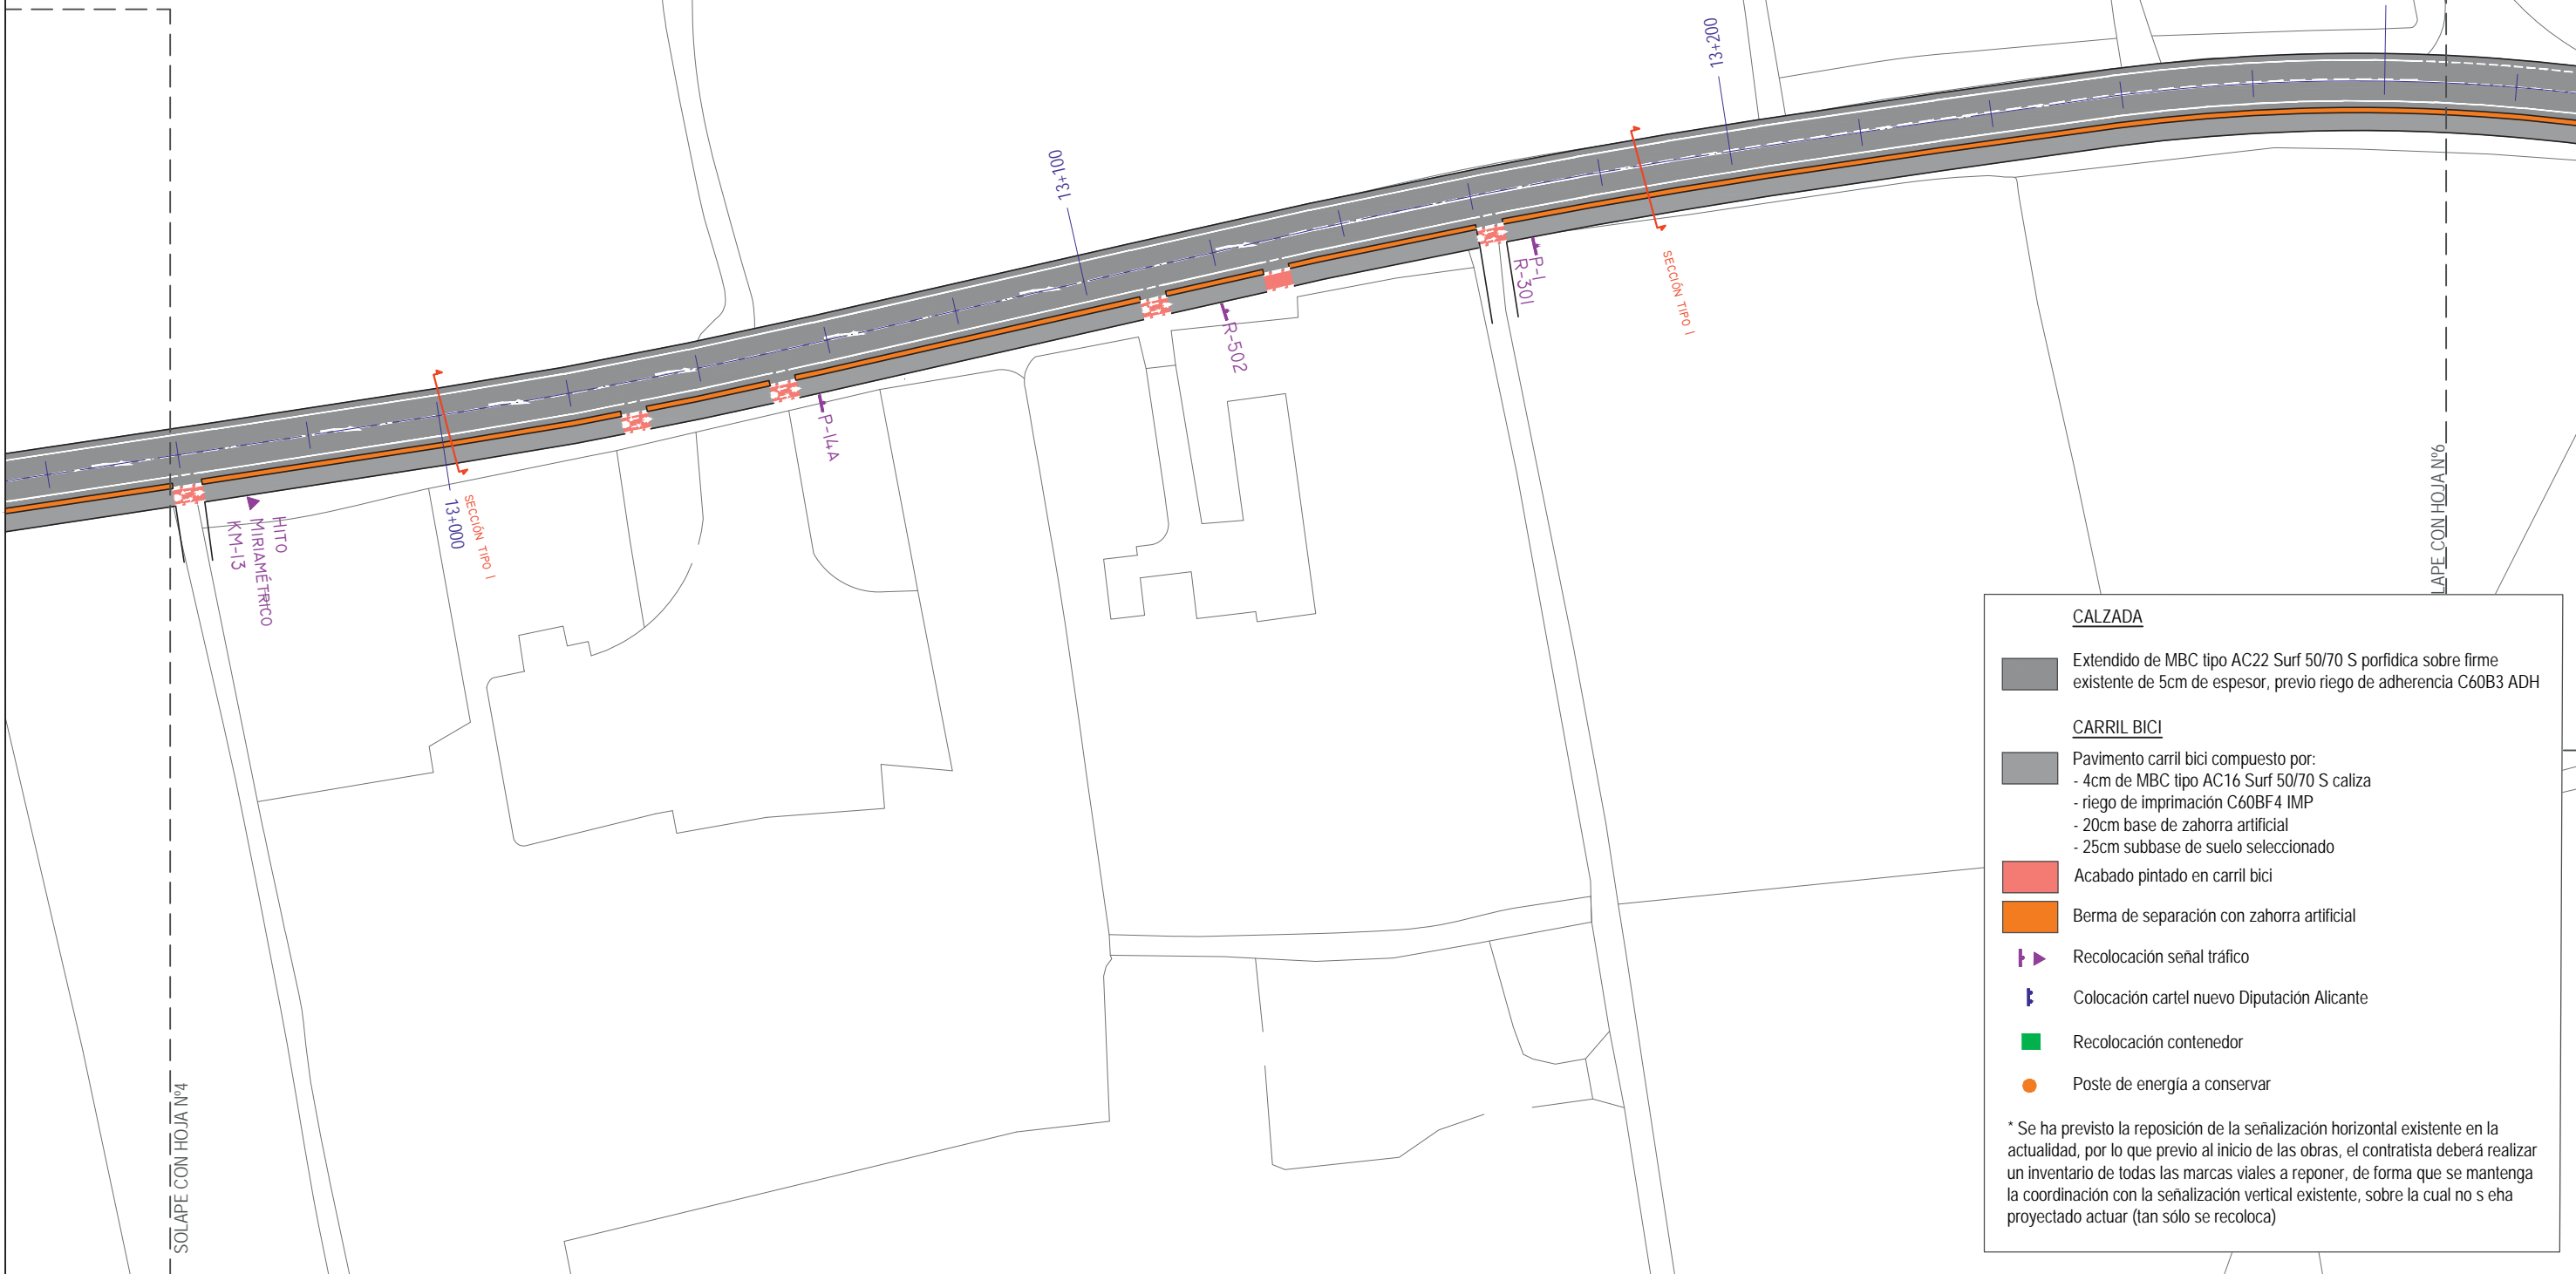 13+200
13+100
P-1
R-301
SECCIÓN TIPO 1
R-502
P-14A
SECCIÓN TIPO 1
13+000
HITO
MIRIAMÉTRICO
KM-13
SOLAPE CON HOJA Nº4
LAPE CON HOJA Nº6
CALZADA
Extendido de MBC tipo AC22 Surf 50/70 S porfidica sobre firme
existente de 5cm de espesor, previo riego de adherencia C60B3 ADH
CARRIL BICI
Pavimento carril bici compuesto por:
- 4cm de MBC tipo AC16 Surf 50/70 S caliza
- riego de imprimación C60BF4 IMP
- 20cm base de zahorra artificial
- 25cm subbase de suelo seleccionado
Acabado pintado en carril bici
Berma de separación con zahorra artificial
Recolocación señal tráfico
Colocación cartel nuevo Diputación Alicante
Recolocación contenedor
Poste de energía a conservar
* Se ha previsto la reposición de la señalización horizontal existente en la
actualidad, por lo que previo al inicio de las obras, el contratista deberá realizar
un inventario de todas las marcas viales a reponer, de forma que se mantenga
la coordinación con la señalización vertical existente, sobre la cual no s eha
proyectado actuar (tan sólo se recoloca)